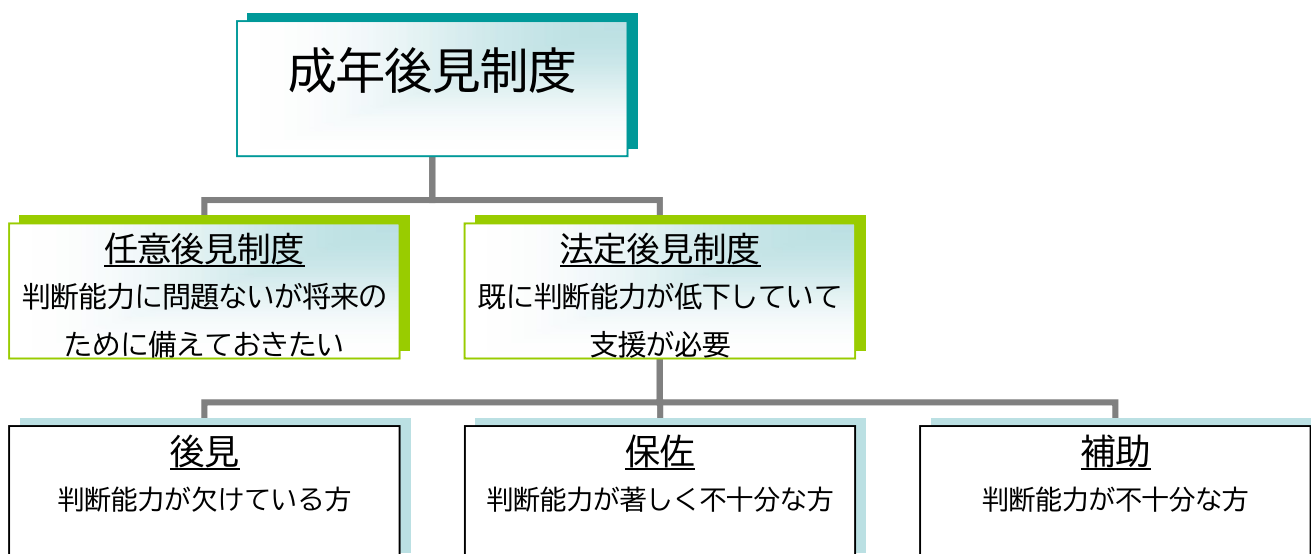 成年後見制度
任意後見制度
判断能力に問題ないが将来の
ために備えておきたい
法定後見制度
既に判断能力が低下していて
支援が必要
後見
判断能力が欠けている方
保佐
判断能力が著しく不十分な方
補助
判断能力が不十分な方